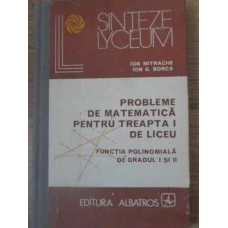 SINTEZE
LYCEUM
ION MITRACHE
ION G. BORCA
PROBLEME
DE MATEMATICĂ
PENTRU TREAPTA I
DE LICEU
FUNCȚIA POLINOMIALĂ
DE GRADUL I ȘI II
EDITURA ALBATROS